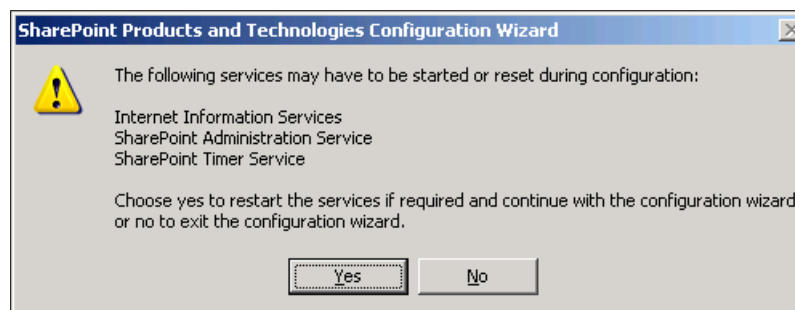 SharePoint Products and Technologies Configuration Wizard
The following services may have to be started or reset during configuration:
Internet Information Services
SharePoint Administration Service
SharePoint Timer Service
Choose yes to restart the services if required and continue with the configuration wizard
or no to exit the configuration wizard.
Yes
No